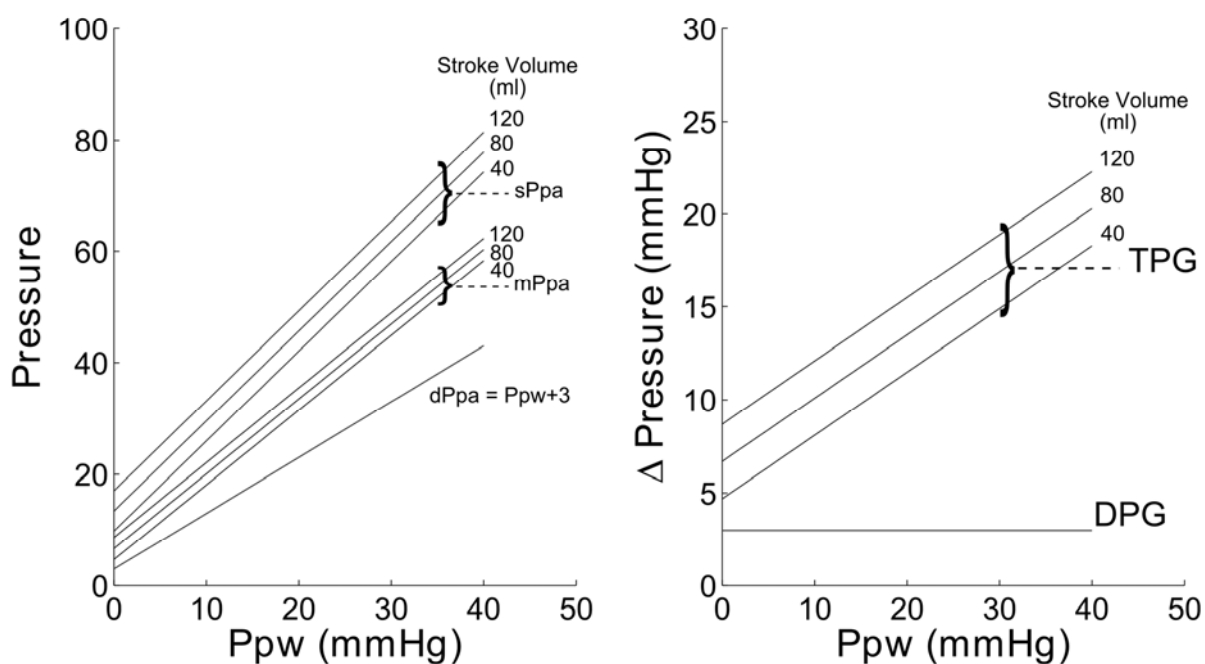 100
80
60
40
20
0
Pressure
Stroke Volume
(ml)
120
80
40
sPpa
120
80
40
mPpa
dPpa = Ppw+3
0 10 20 30 40 50
Ppw (mmHg)
30
25
20
15
10
5
0
Δ Pressure (mmHg)
Stroke Volume
(ml)
120
80
40
TPG
DPG
0 10 20 30 40 50
Ppw (mmHg)